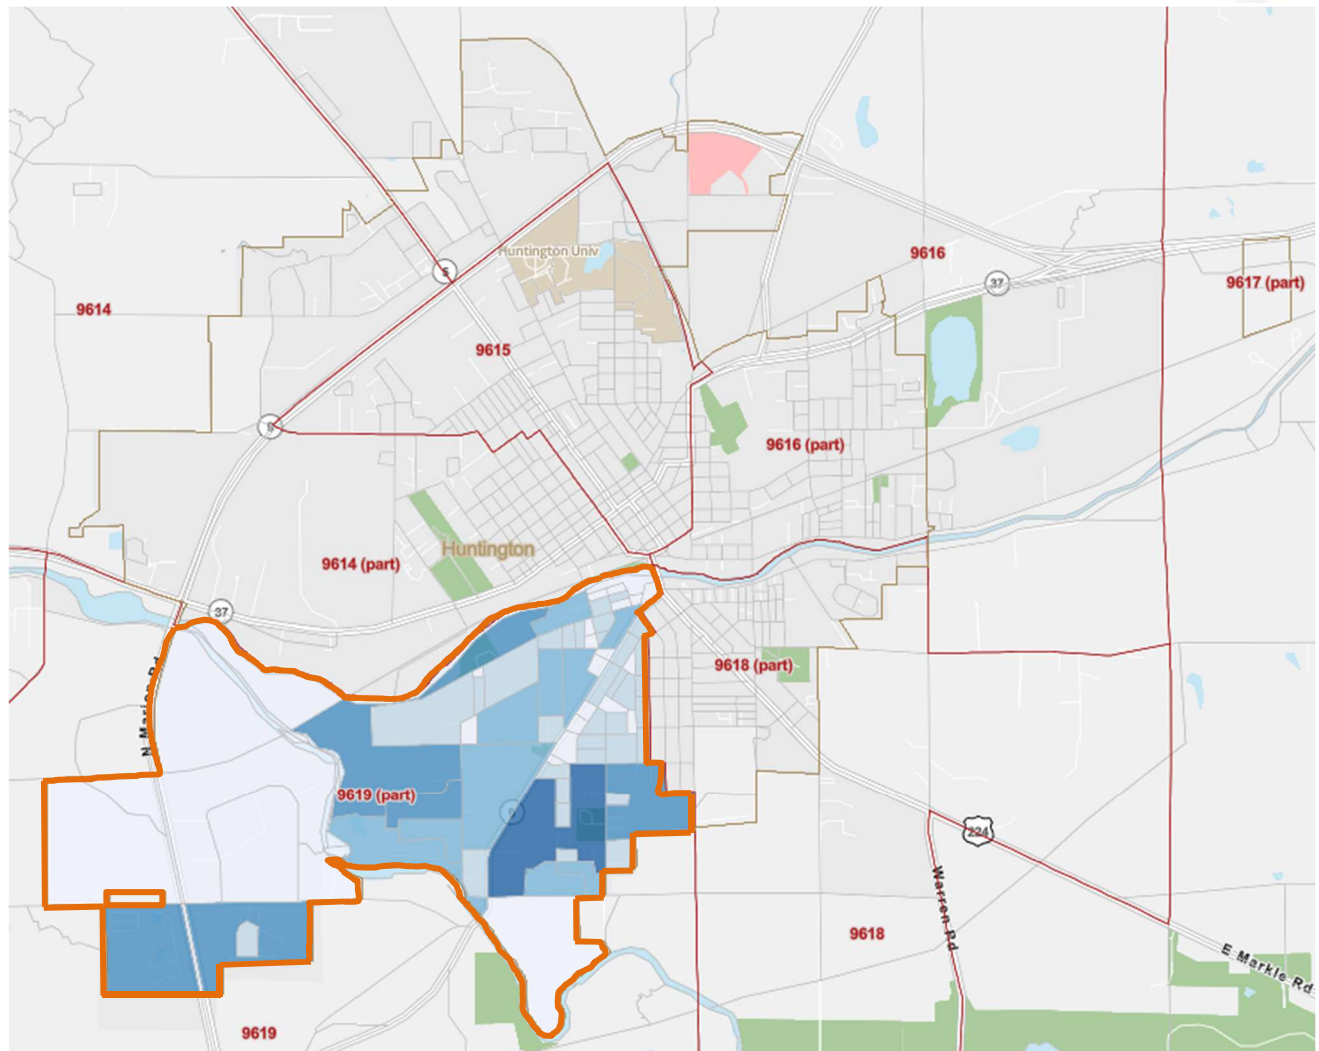 5
Huntington Univ
9616
37
9617 (part)
9614
9615
9616 (part)
Huntington
9614 (part)
37
9618 (part)
N Marion Rd
9619 (part)
224
Warren Rd
9618
E Markle Rd
9619